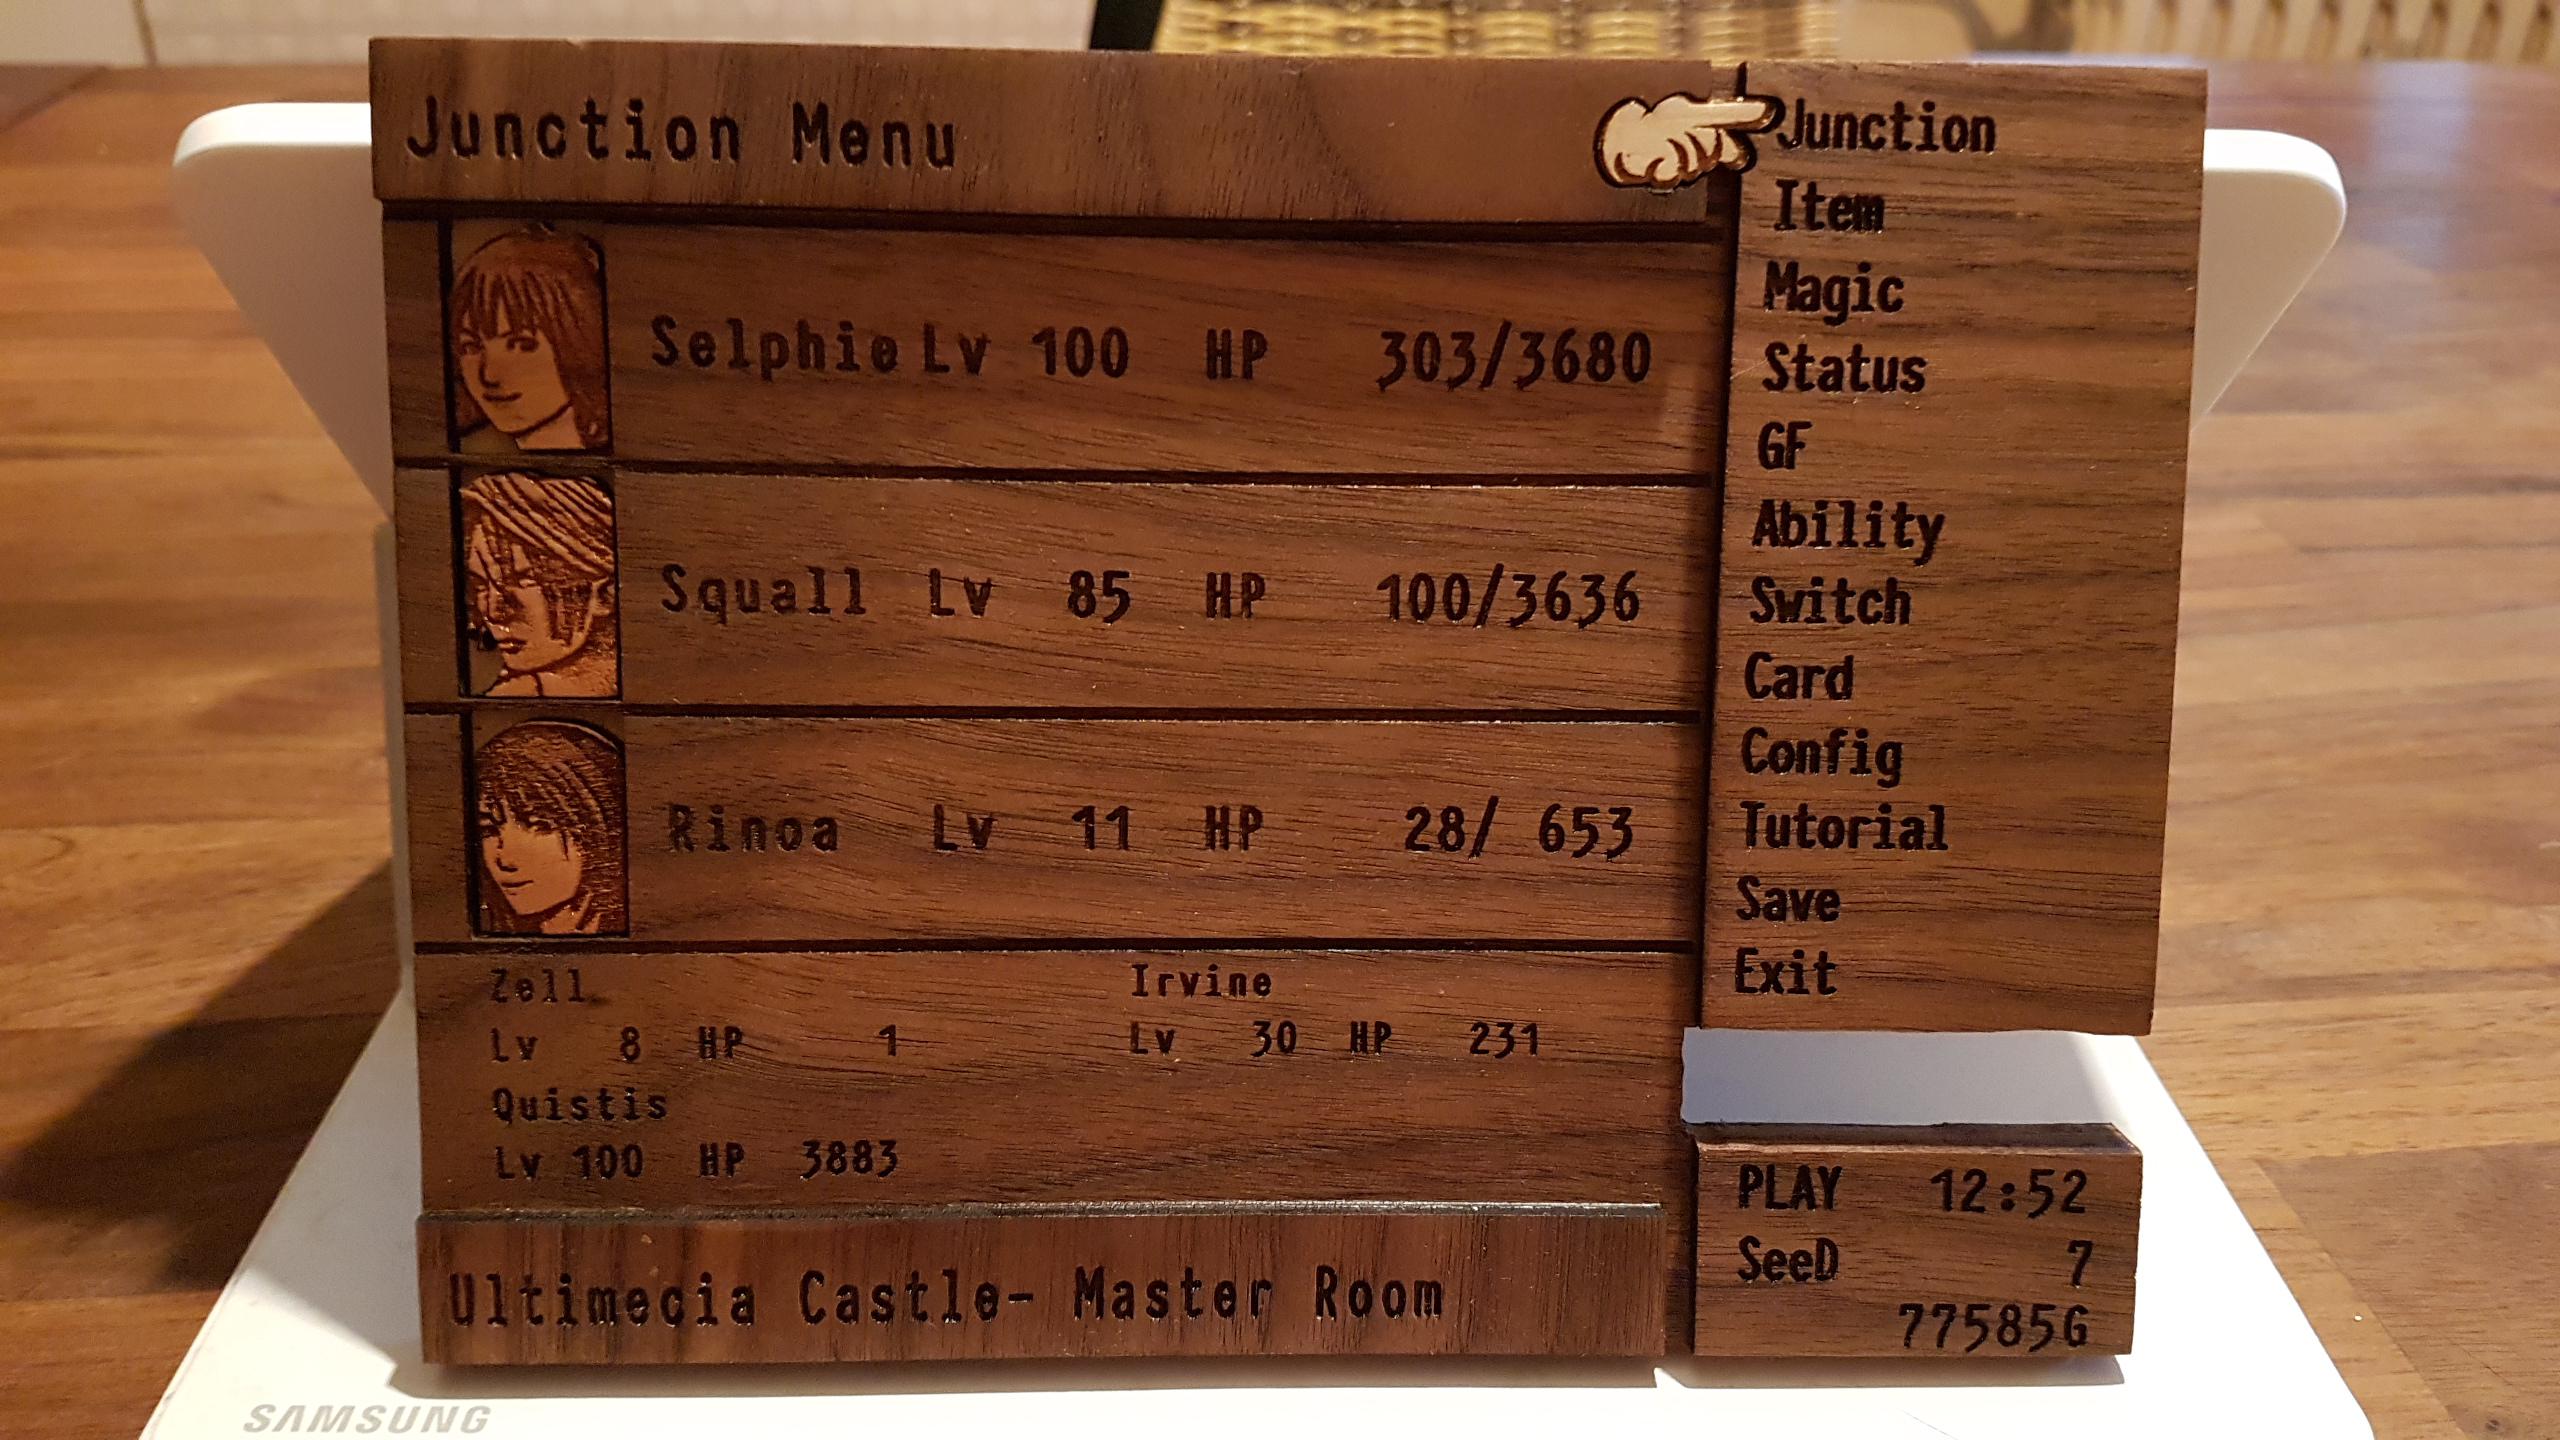 Junction Menu
Selphie Lv 100 HP 303/3680
Squall Lv 85 HP 100/3636
Rinoa Lv 11 HP 28/ 653
Zell
Lv 8 HP 1
Irvine
Lv 30 HP 231
Quistis
Lv 100 HP 3883
Ultimecia Castle- Master Room
Junction
Item
Magic
Status
GF
Ability
Switch
Card
Config
Tutorial
Save
Exit
PLAY 12:52
SeeD 7
77585G
SAMSUNG